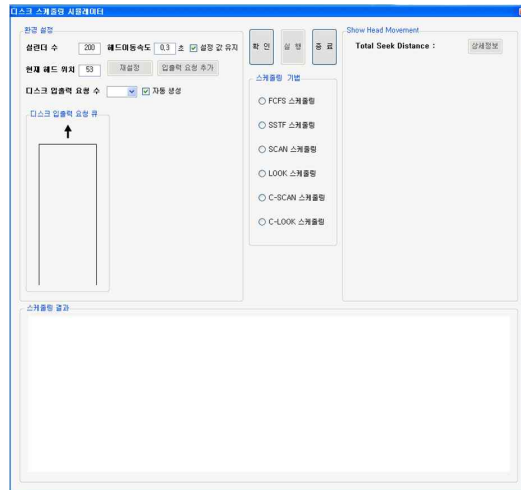 디스크 스케줄링 시뮬레이터
환경 설정
실린더 수 200 헤드이동속도 0,3 초 설정 값 유지
현재 헤드 위치 53 재설정 입출력 요청 추가
디스크 입출력 요청 수 자동 생성
디스크 입출력 요청 큐
확 인 실 행 종 료
스케줄링 기법
FCFS 스케줄링
SSTF 스케줄링
SCAN 스케줄링
LOOK 스케줄링
C-SCAN 스케줄링
C-LOOK 스케줄링
Show Head Movement
Total Seek Distance : 상세정보
스케줄링 결과